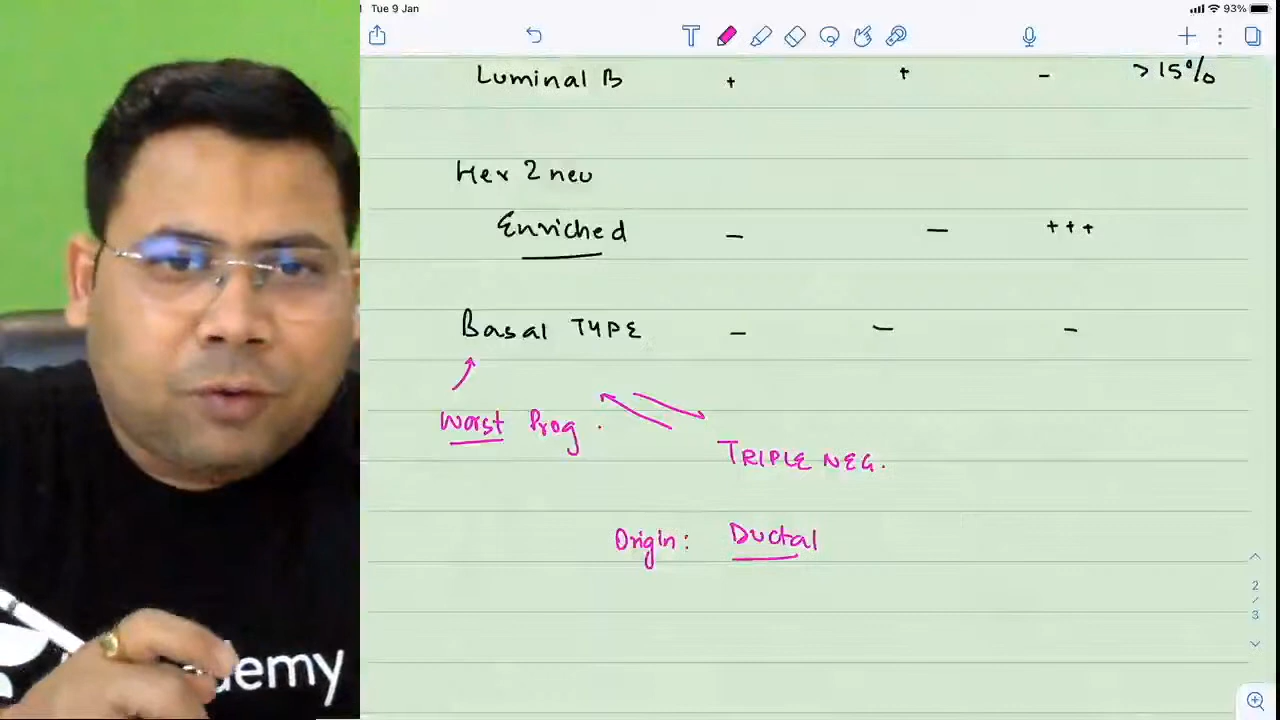 Tue 9 Jan
93%
Luminal B + + - >15%
Her 2 neu
Enriched - - +++
Basal TYPE - - -
Worst Prog.
TRIPLE NEG.
Origin: Ductal
2
/
3
demy